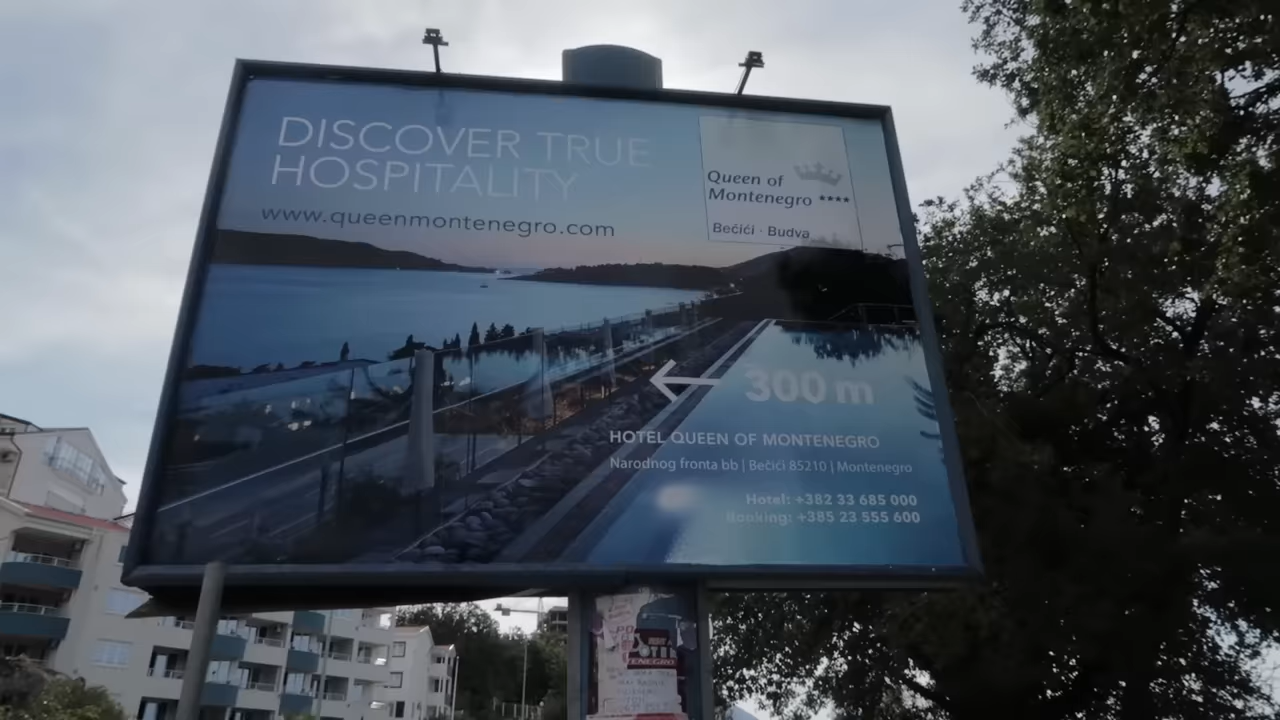 DISCOVER TRUE
HOSPITALITY
www.queenmontenegro.com
Queen of
Montenegro ****
Bečići · Budva
300 m
HOTEL QUEEN OF MONTENEGRO
Narodnog fronta bb | Bečići 85210 | Montenegro
Hotel: +382 33 685 000
Booking: +385 23 555 600